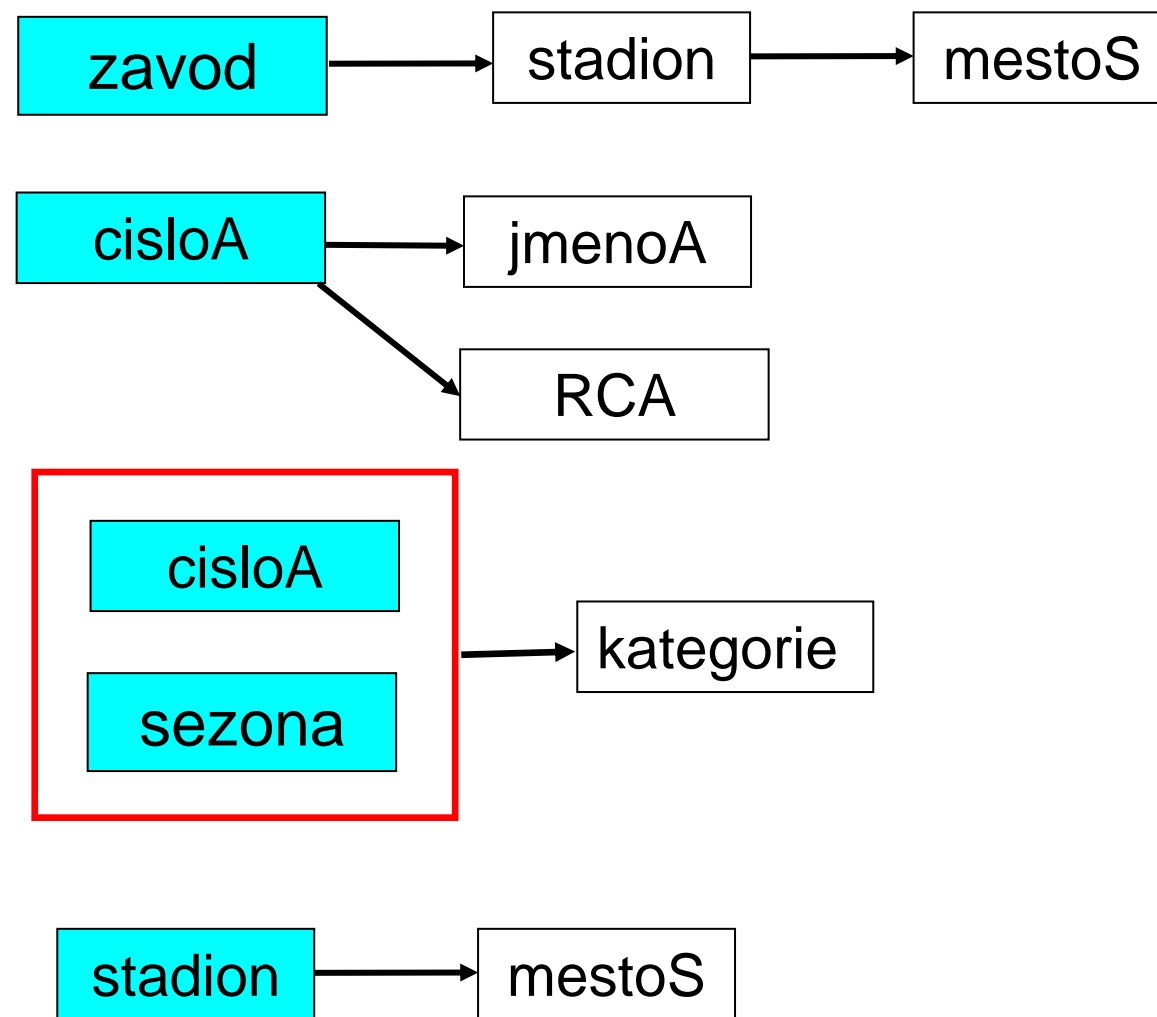 zavod
stadion
mestoS
cisloA
jmenoA
RCA
cisloA
kategorie
sezona
stadion
mestoS